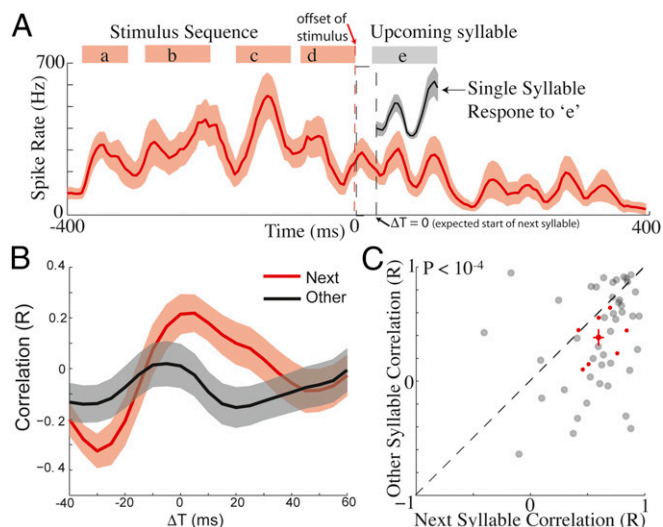 A
Stimulus Sequence
offset of
stimulus
Upcoming syllable
a b c d e
700
Spike Rate (Hz)
0
Single Syllable
Respone to ‘e’
-400 Time (ms) 0 400
ΔT = 0 (expected start of next syllable)
B
Correlation (R)
0.4
0.2
0
-0.2
-0.4
Next
Other
-40 -20 0 20 40 60
ΔT (ms)
C
P < 10-4
Other Syllable Correlation (R)
1
0
-1
0 1
Next Syllable Correlation (R)